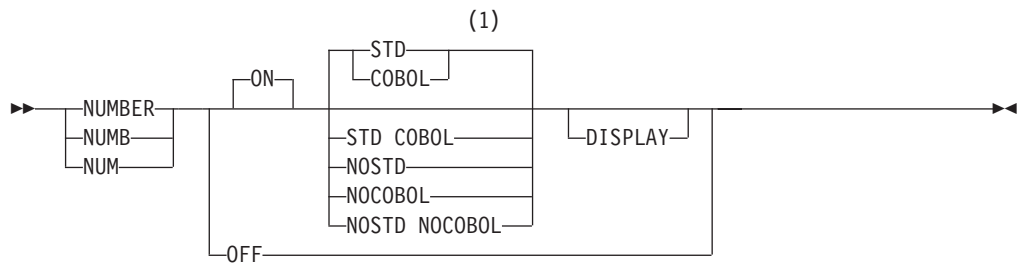 (1)
STD
COBOL
ON
NUMBER
NUMB
NUM
STD COBOL
NOSTD
NOCOBOL
NOSTD NOCOBOL
DISPLAY
OFF